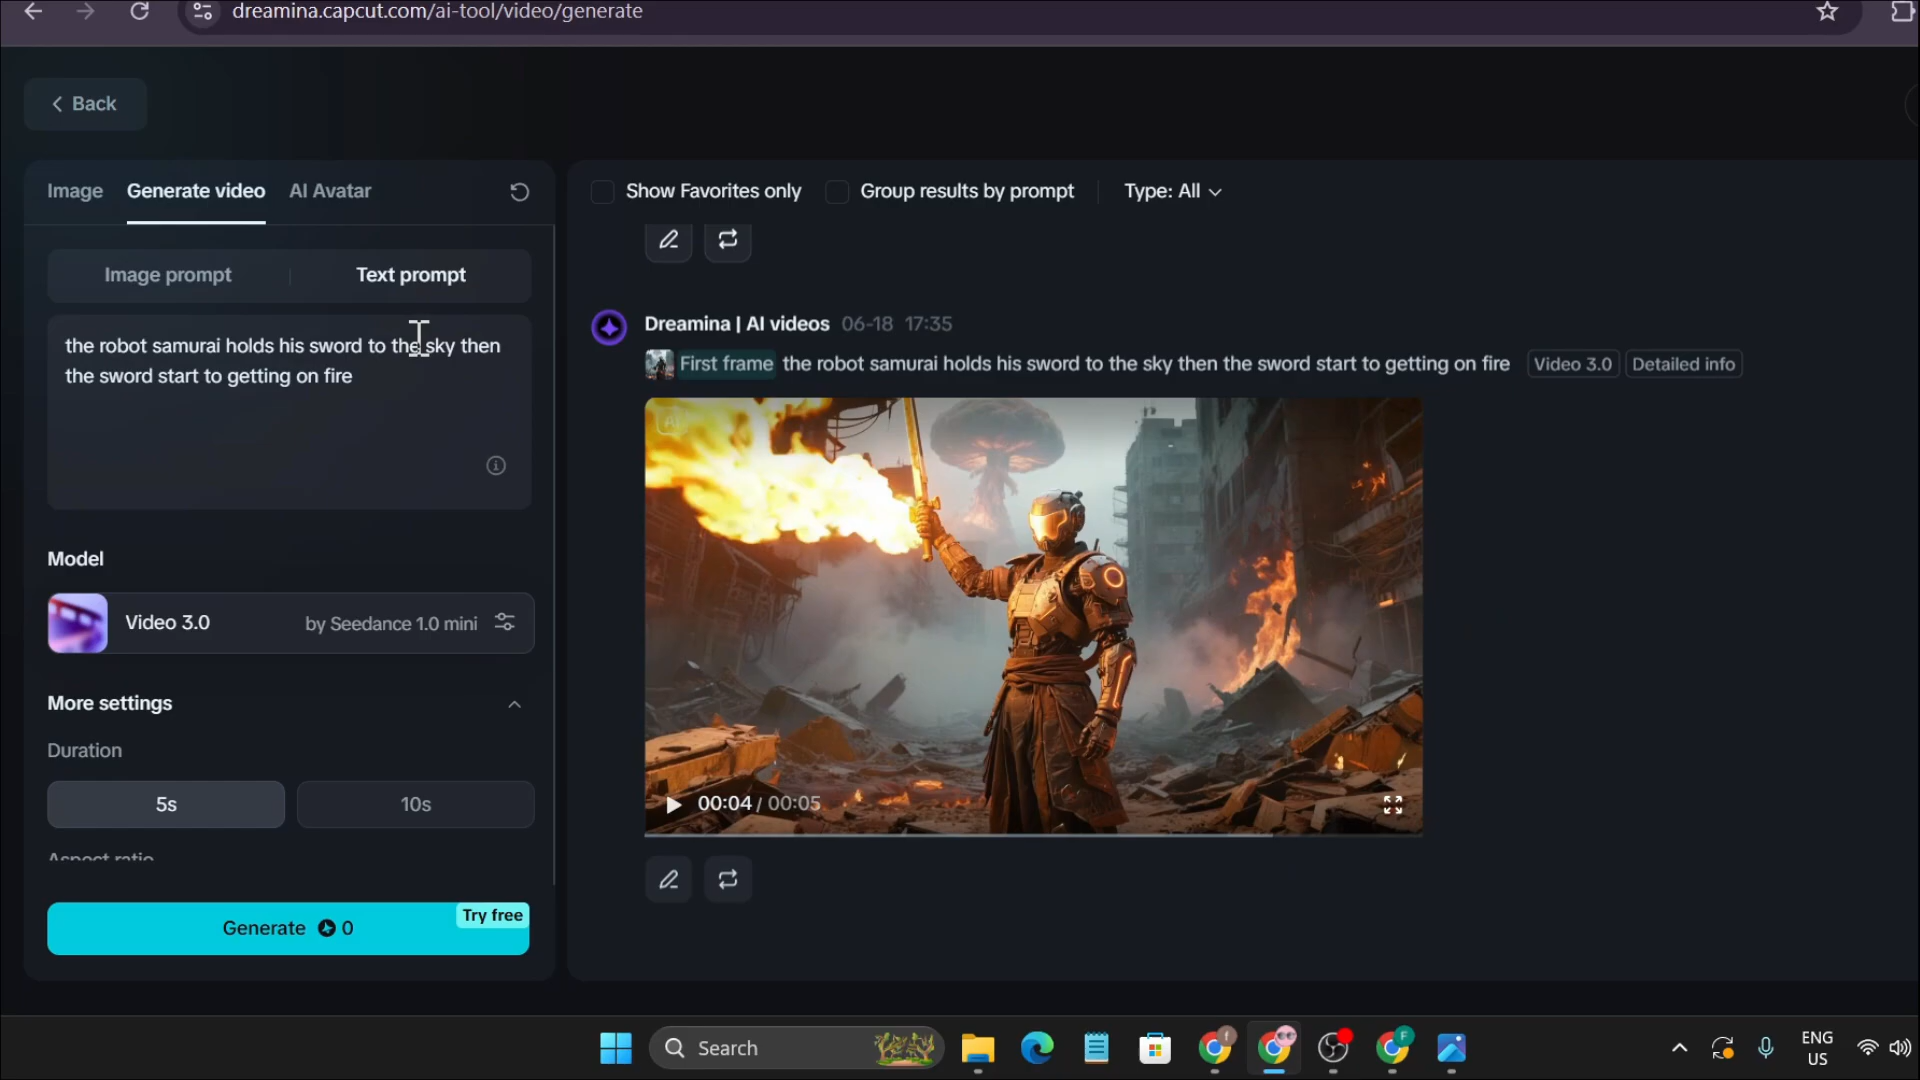 dreamina.capcut.com/ai-tool/video/generate
Back
Image
Generate video
AI Avatar
Show Favorites only
Group results by prompt
Type: All
Image prompt
Text prompt
the robot samurai holds his sword to the sky then
the sword start to getting on fire
Dreamina | AI videos 06-18 17:35
First frame the robot samurai holds his sword to the sky then the sword start to getting on fire Video 3.0 Detailed info
AI
00:04 / 00:05
Model
Video 3.0
by Seedance 1.0 mini
More settings
Duration
5s
10s
Aspect ratio
Try free
Generate 0
Search
f
F
ENG
US